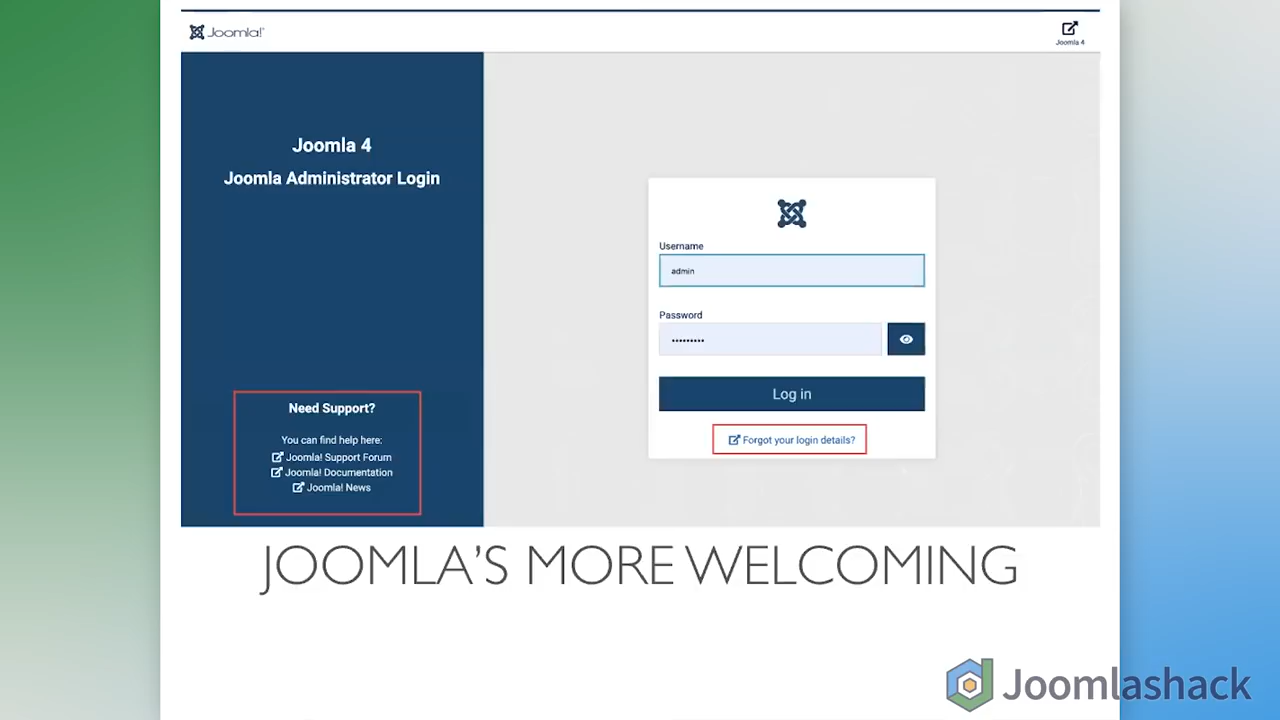 Joomla!
Joomla 4
Joomla 4
Joomla Administrator Login
Username
admin
Password
•••••••••
Log in
Forgot your login details?
Need Support?
You can find help here:
Joomla! Support Forum
Joomla! Documentation
Joomla! News
JOOMLA'S MORE WELCOMING
Joomlashack